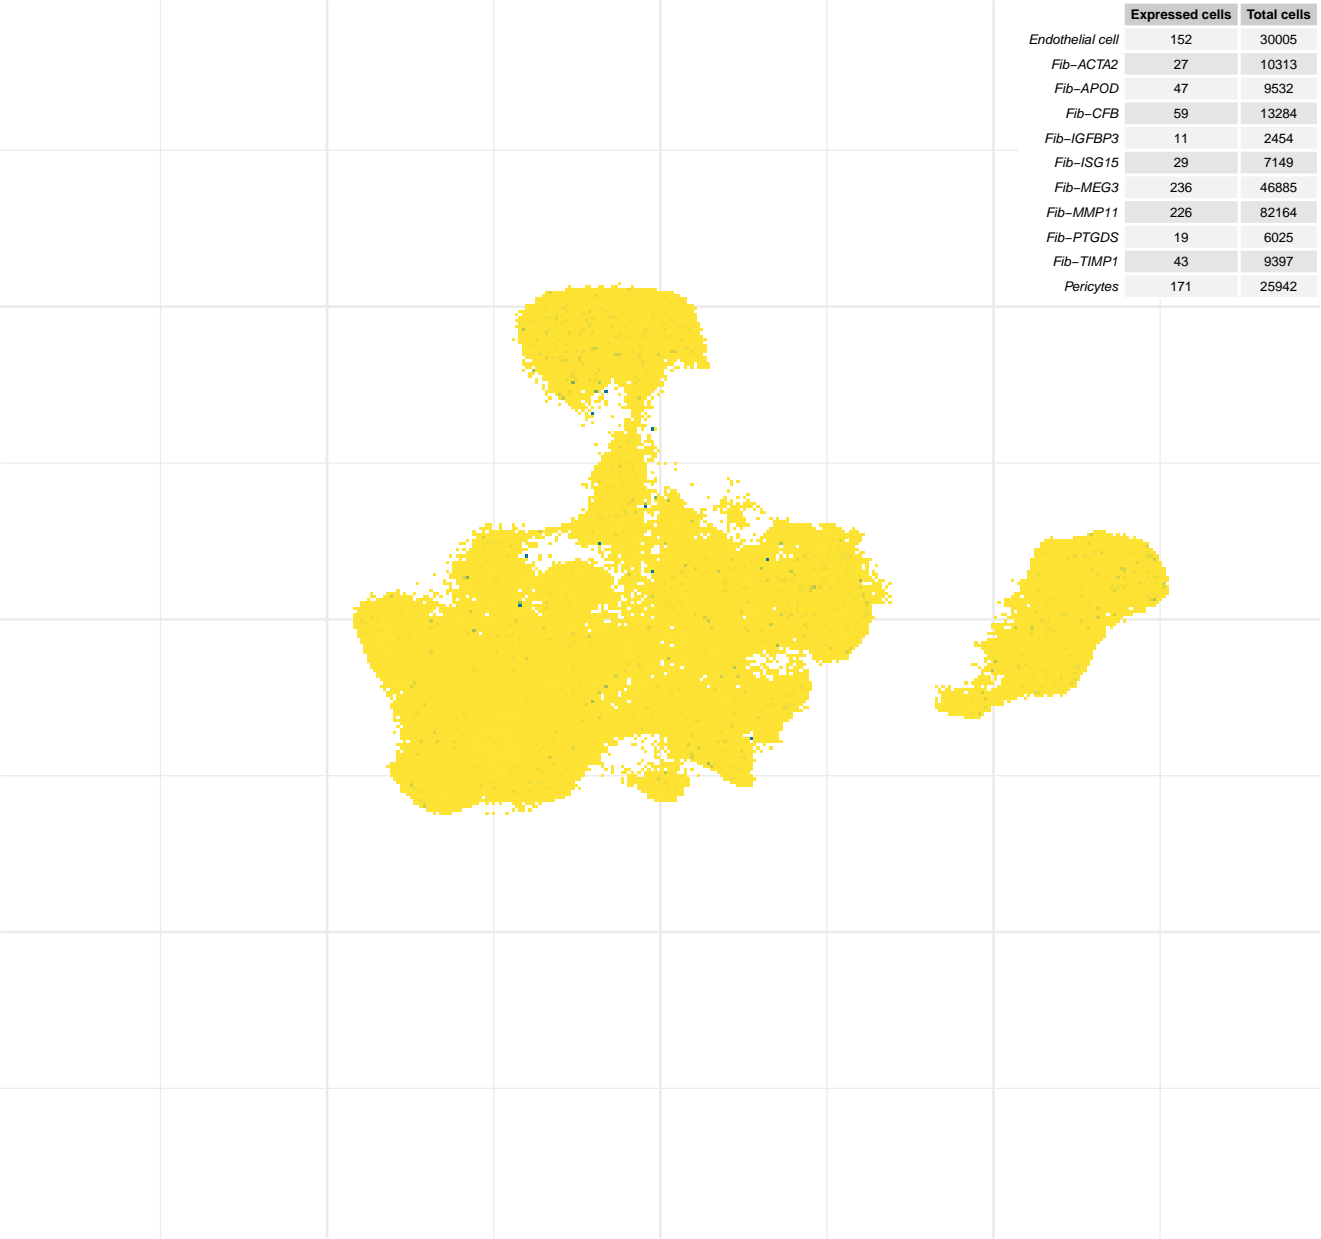 Expressed cells Total cells
Endothelial cell 152 30005
Fib−ACTA2 27 10313
Fib−APOD 47 9532
Fib−CFB 59 13284
Fib−IGFBP3 11 2454
Fib−ISG15 29 7149
Fib−MEG3 236 46885
Fib−MMP11 226 82164
Fib−PTGDS 19 6025
Fib−TIMP1 43 9397
Pericytes 171 25942